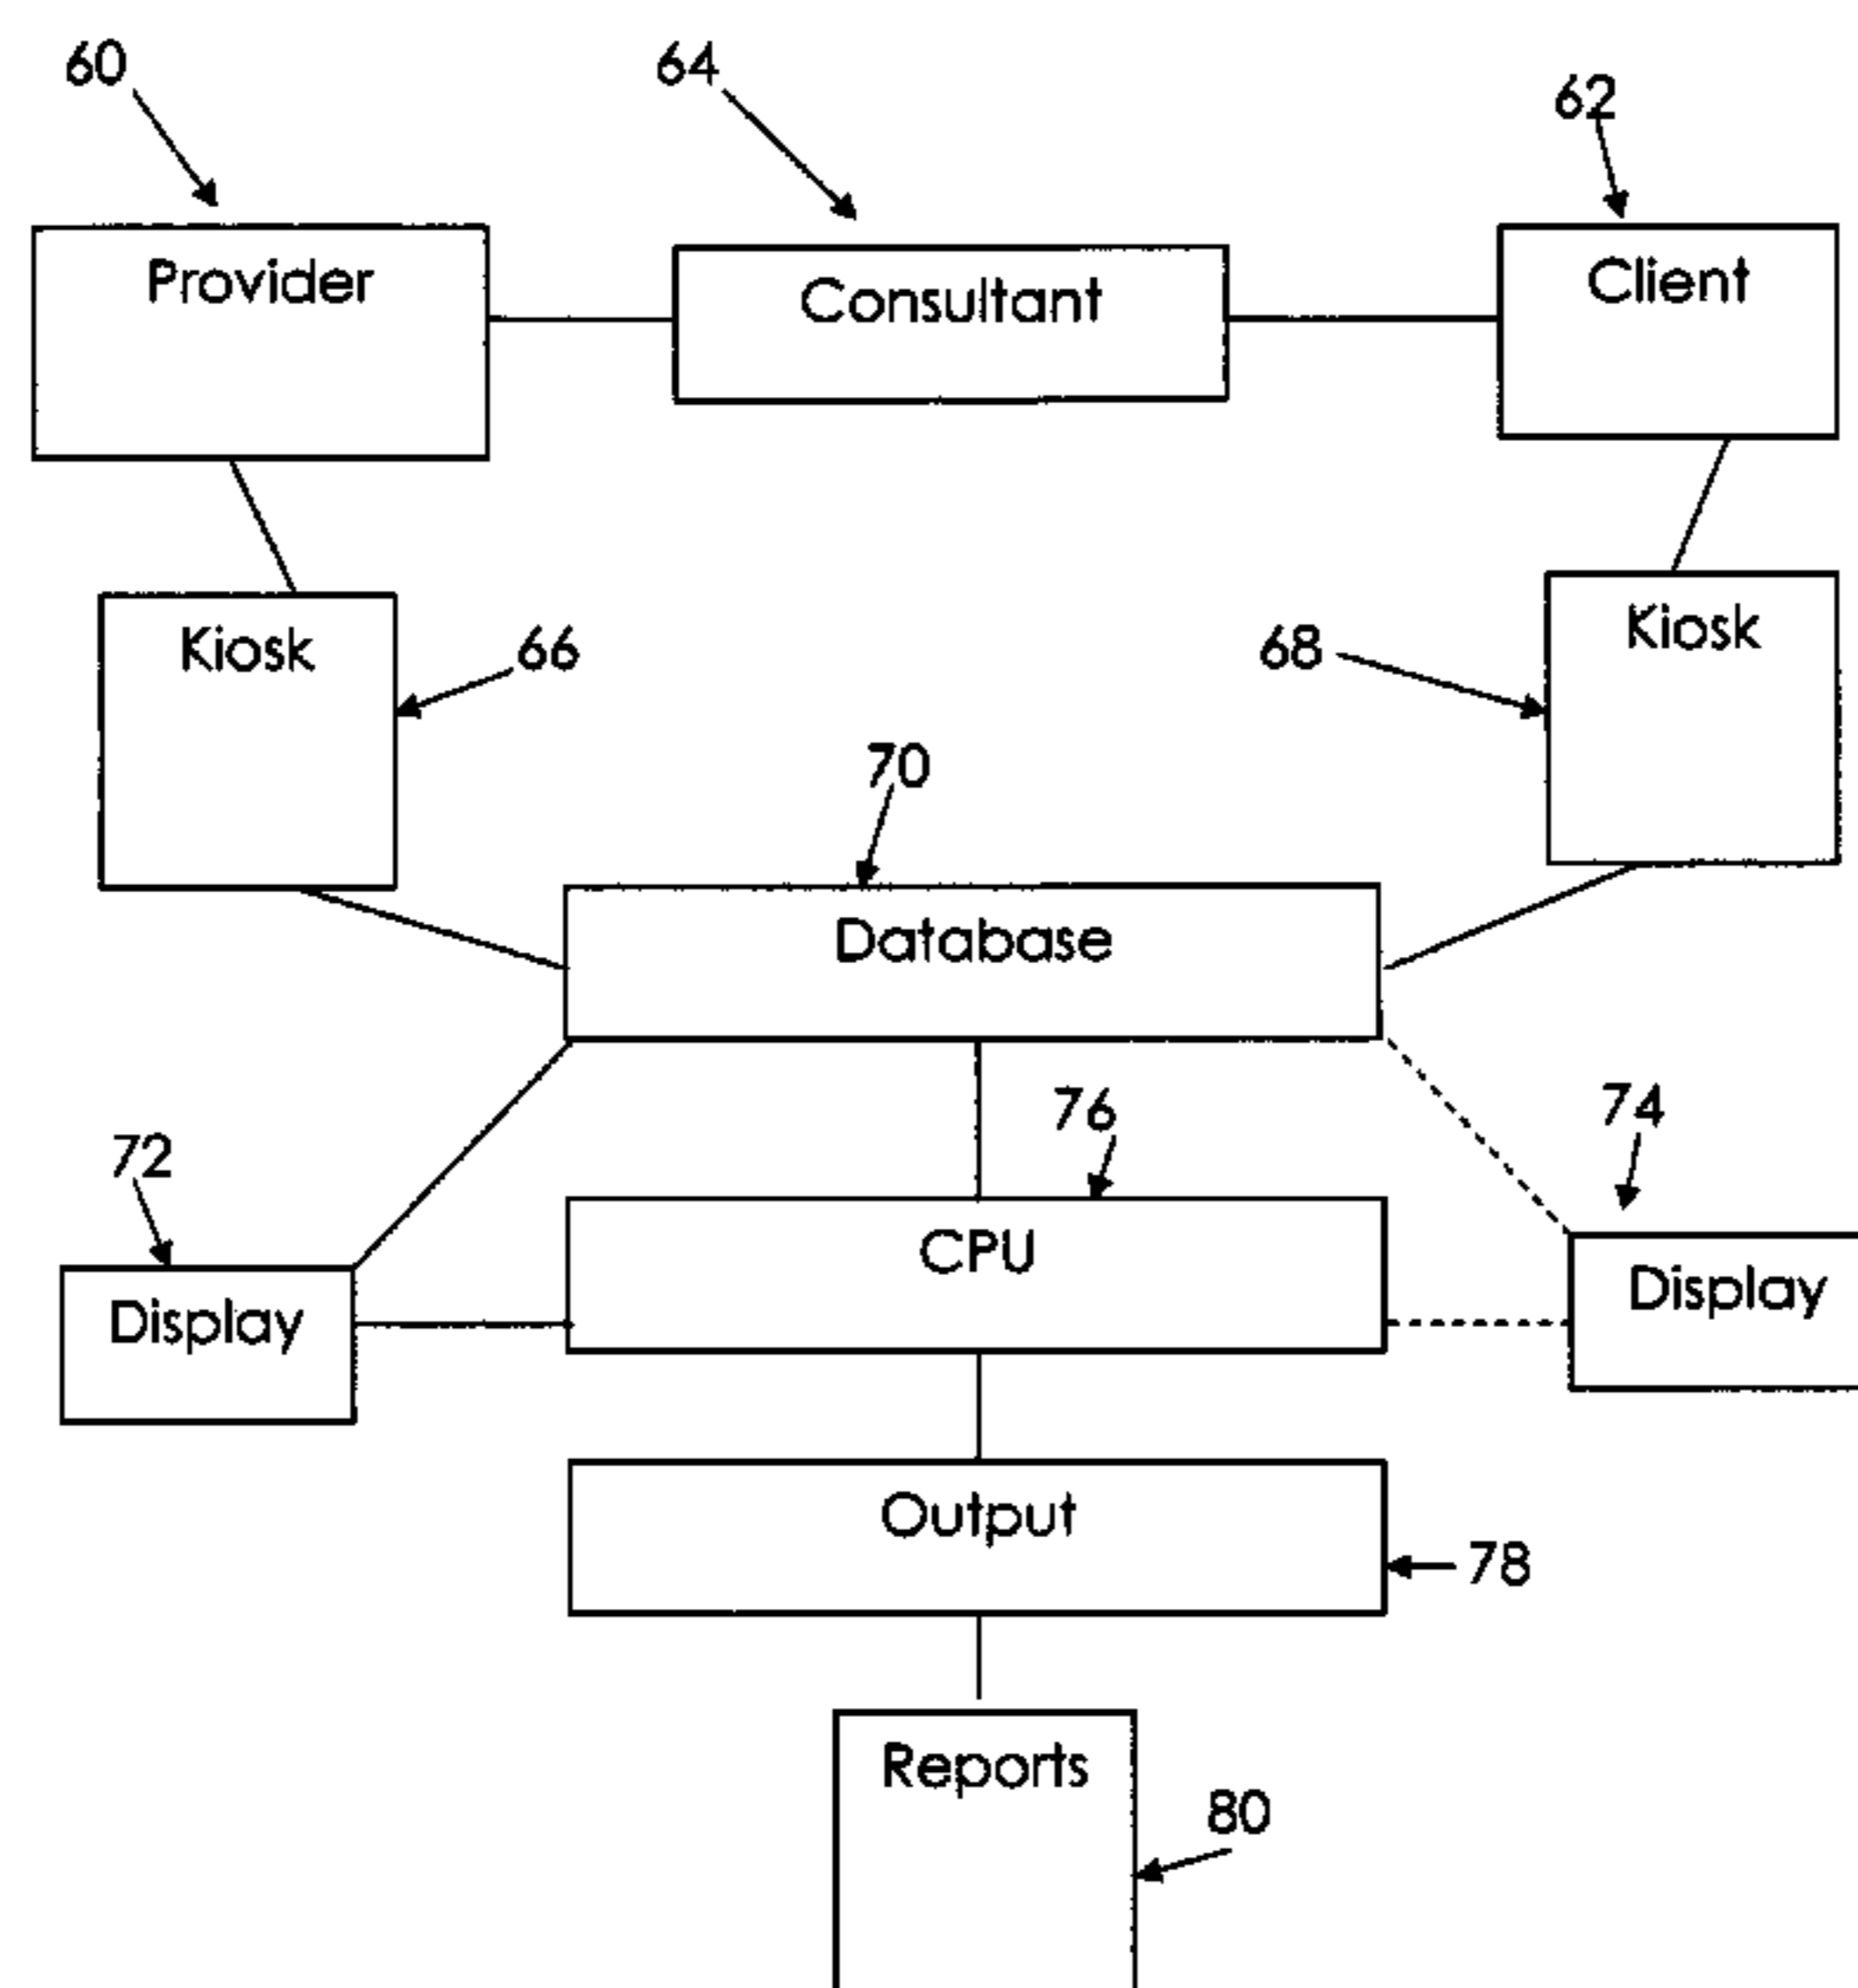 60
64
62
Provider
Consultant
Client
Kiosk
66
68
Kiosk
70
Database
76
74
72
CPU
Display
Display
Output
78
Reports
80